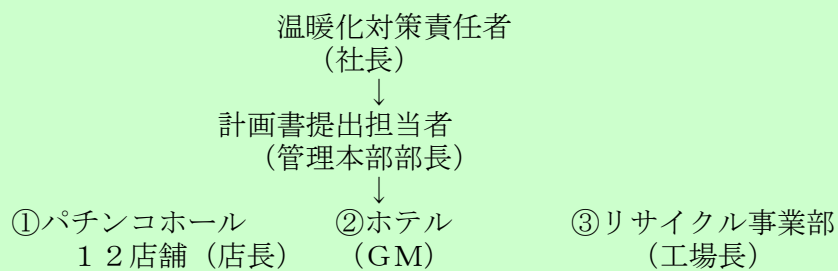 温暖化対策責任者
（社長）
↓
計画書提出担当者
（管理本部部長）
↓
①パチンコホール　②ホテル　③リサイクル事業部
１２店舗（店長）　（ＧＭ）　（工場長）